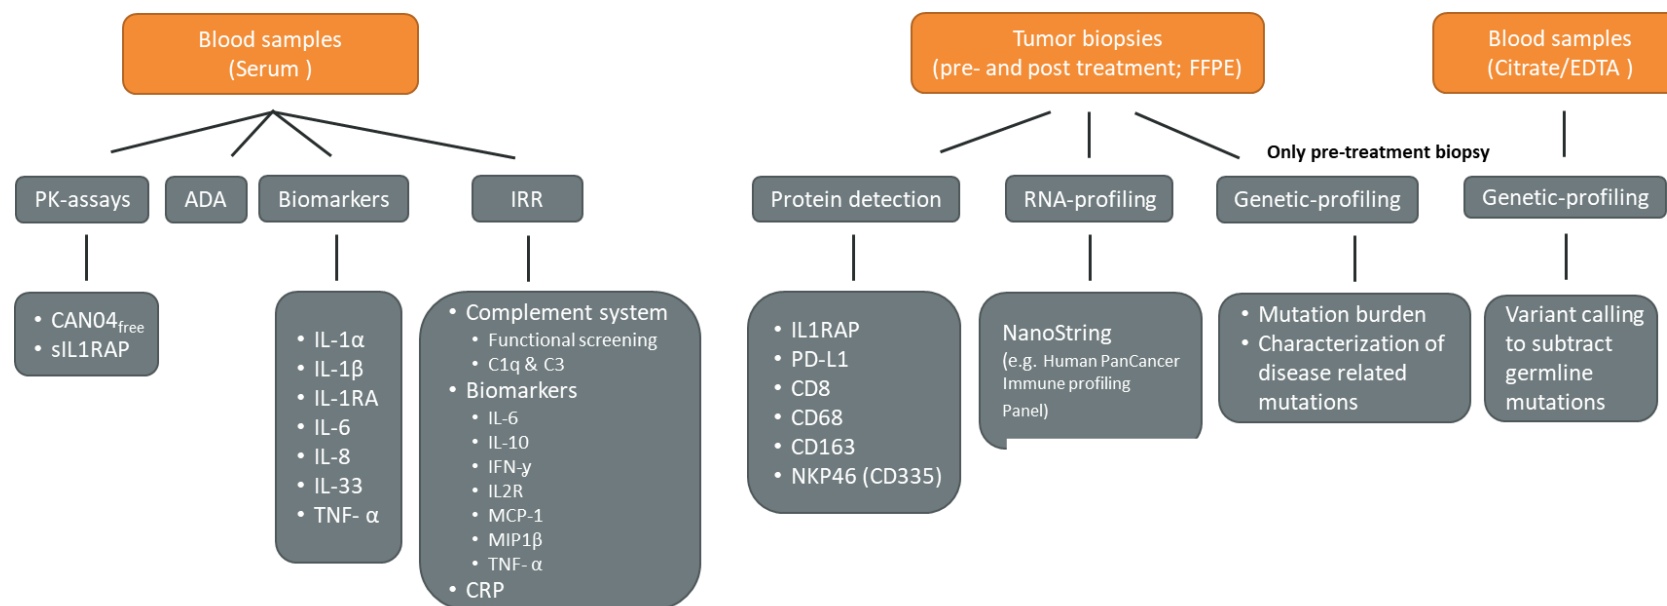 Blood samples
(Serum )
Tumor biopsies
(pre- and post treatment; FFPE)
Blood samples
(Citrate/EDTA )
Only pre-treatment biopsy
PK-assays
ADA
Biomarkers
IRR
Protein detection
RNA-profiling
Genetic-profiling
Genetic-profiling
• CAN04free
• sIL1RAP
• IL-1α
• IL-1β
• IL-1RA
• IL-6
• IL-8
• IL-33
• TNF- α
• Complement system
• Functional screening
• C1q & C3
• Biomarkers
• IL-6
• IL-10
• IFN-y
• IL2R
• MCP-1
• MIP1β
• TNF- α
• CRP
• IL1RAP
• PD-L1
• CD8
• CD68
• CD163
• NKP46 (CD335)
NanoString
(e.g. Human PanCancer
Immune profiling
Panel)
• Mutation burden
• Characterization of
disease related
mutations
Variant calling
to subtract
germline
mutations